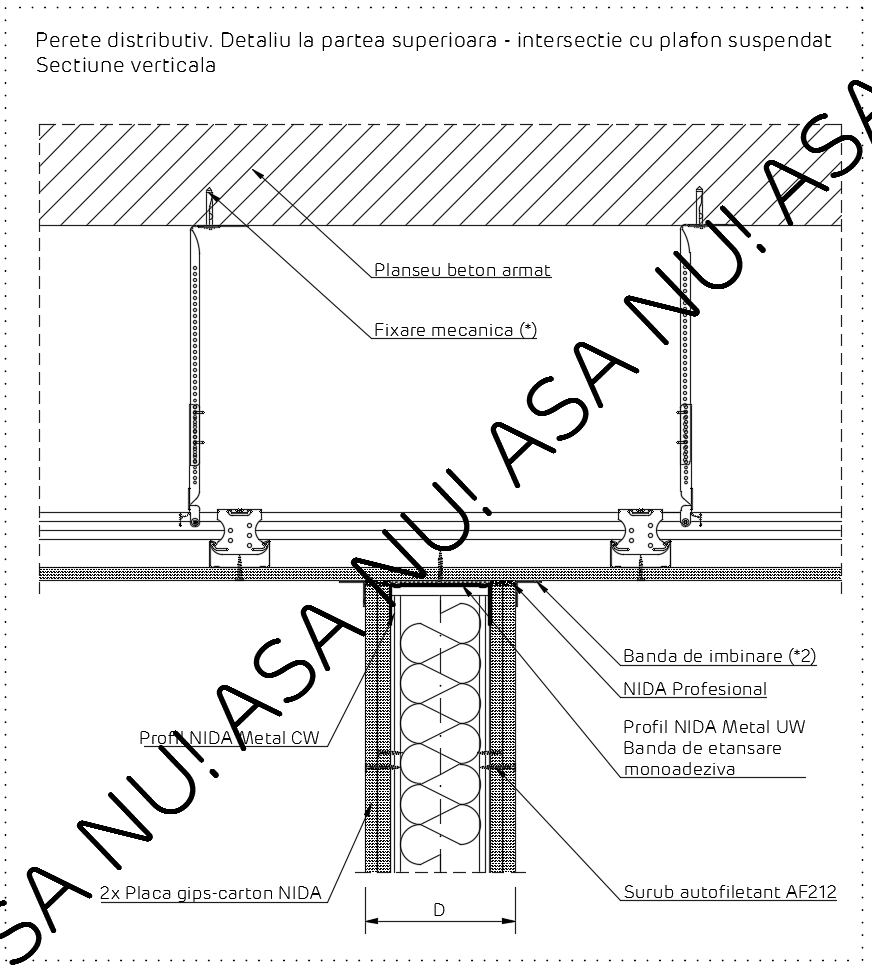 Perete distributiv. Detaliu la partea superioara - intersectie cu plafon suspendat
Sectiune verticala
Planseu beton armat
Fixare mecanica (*)
ASA NU! ASA NU! ASA NU! ASA
Banda de imbinare (*2)
NIDA Profesional
Profil NIDA Metal UW
Banda de etansare
monoadeziva
Profil NIDA Metal CW
2x Placa gips-carton NIDA
Surub autofiletant AF212
D